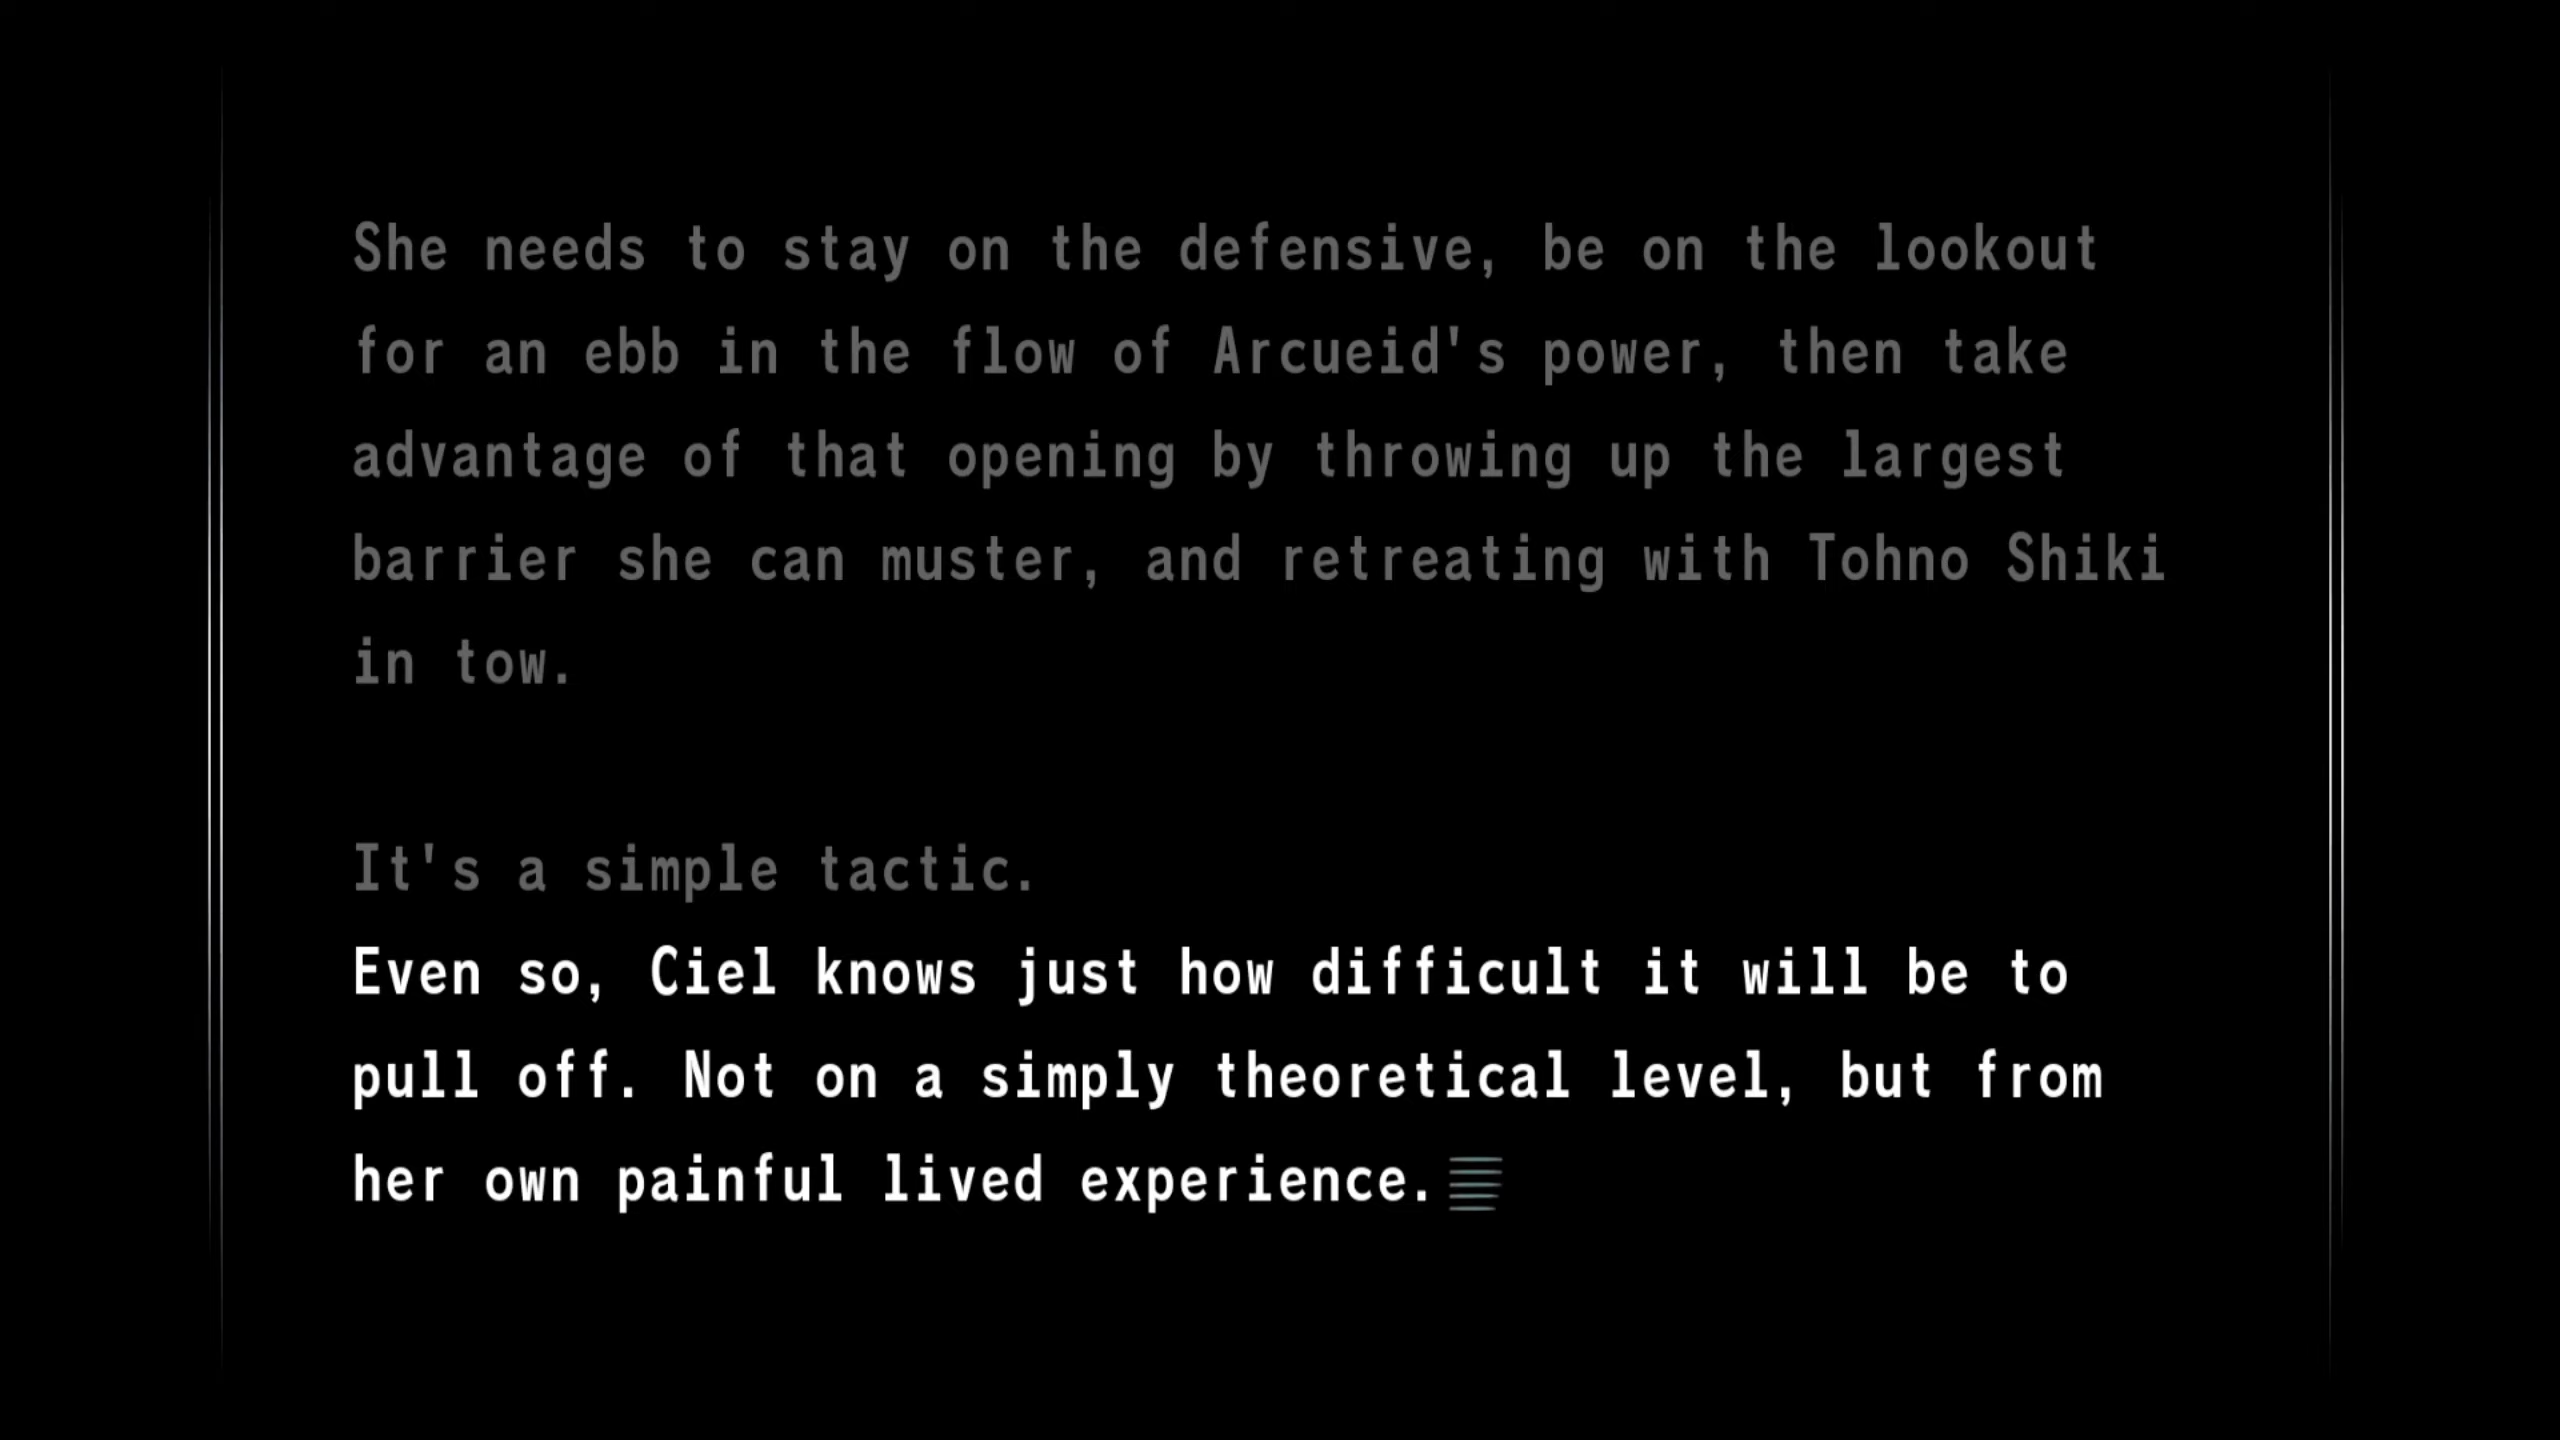 She needs to stay on the defensive, be on the lookout
for an ebb in the flow of Arcueid's power, then take
advantage of that opening by throwing up the largest
barrier she can muster, and retreating with Tohno Shiki
in tow.
It's a simple tactic.
Even so, Ciel knows just how difficult it will be to
pull off. Not on a simply theoretical level, but from
her own painful lived experience.